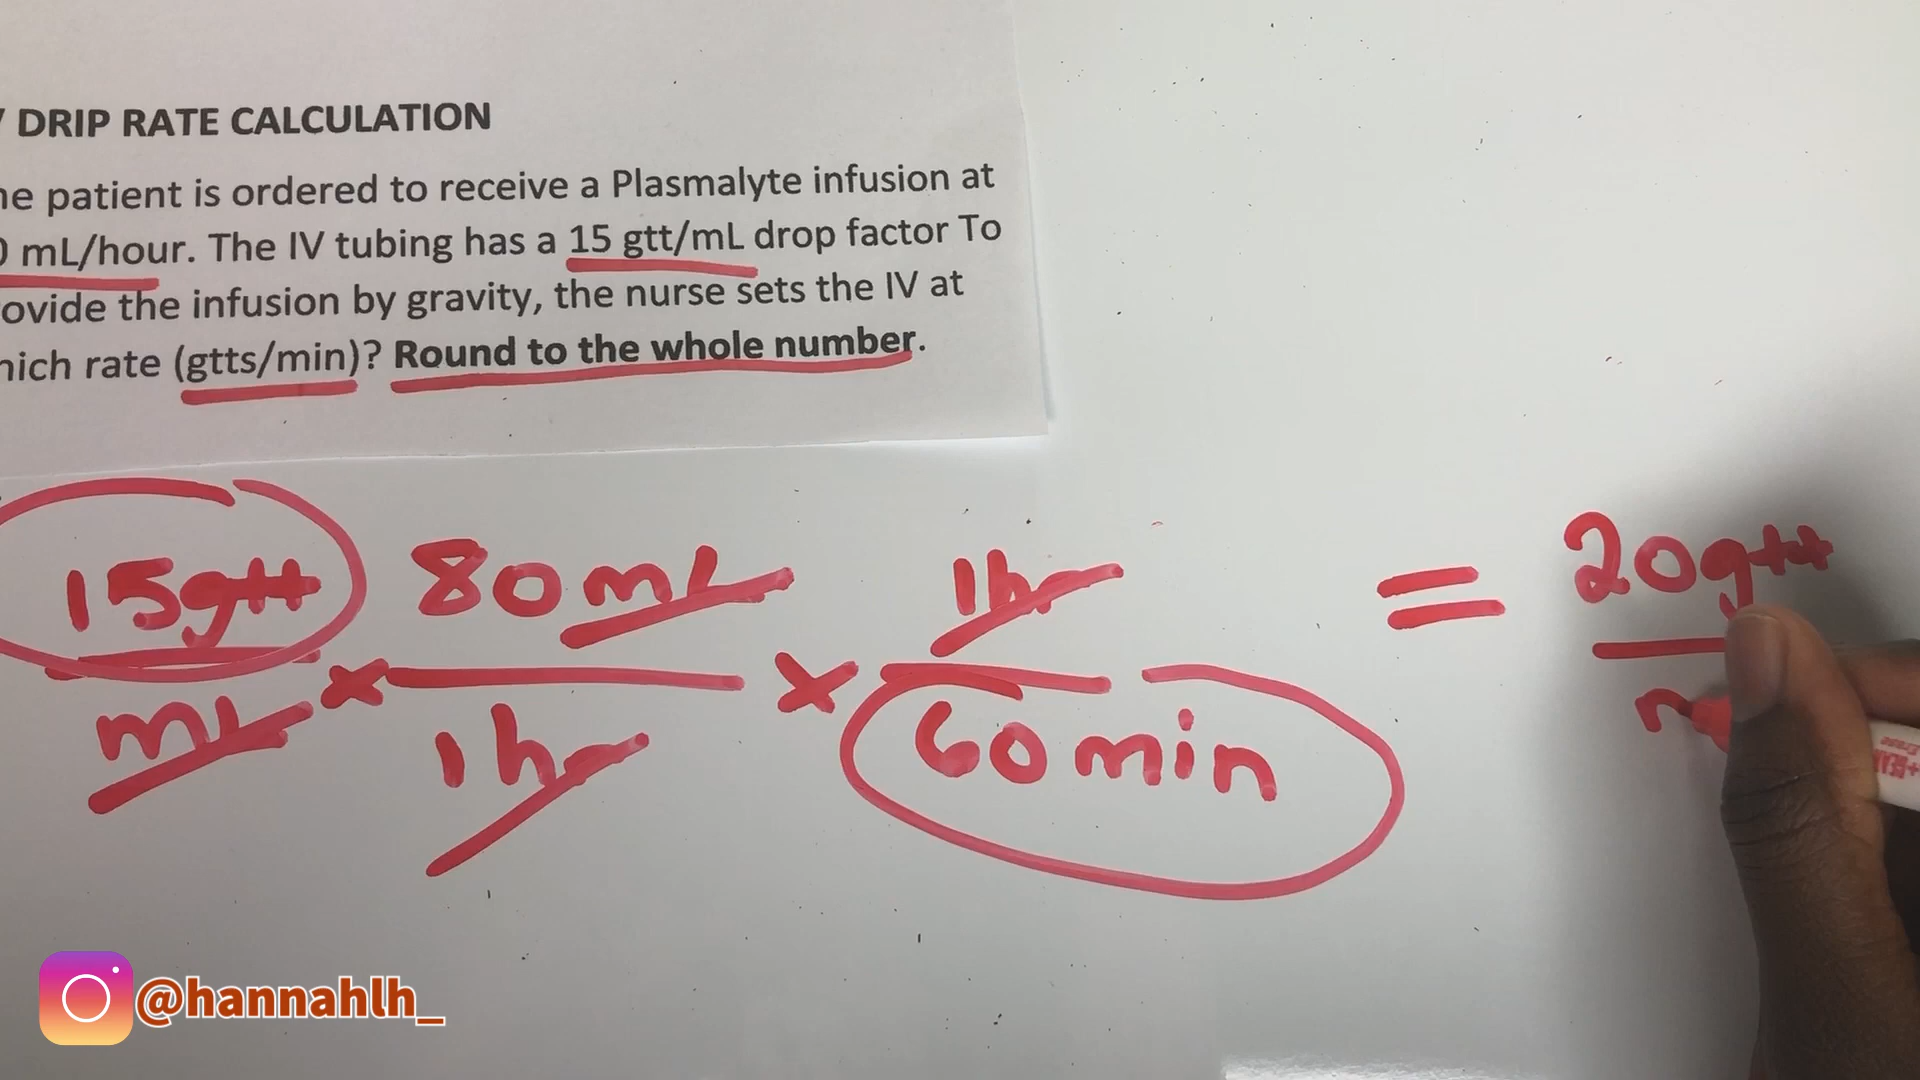 DRIP RATE CALCULATION
patient is ordered to receive a Plasmalyte infusion at
mL/hour. The IV tubing has a 15 gtt/mL drop factor To
the infusion by gravity, the nurse sets the IV at
rate (gtts/min)? Round to the whole number.
15gtt 80mL 1hr = 20gtt
mL × 1hr × 60min
@hannahlh_